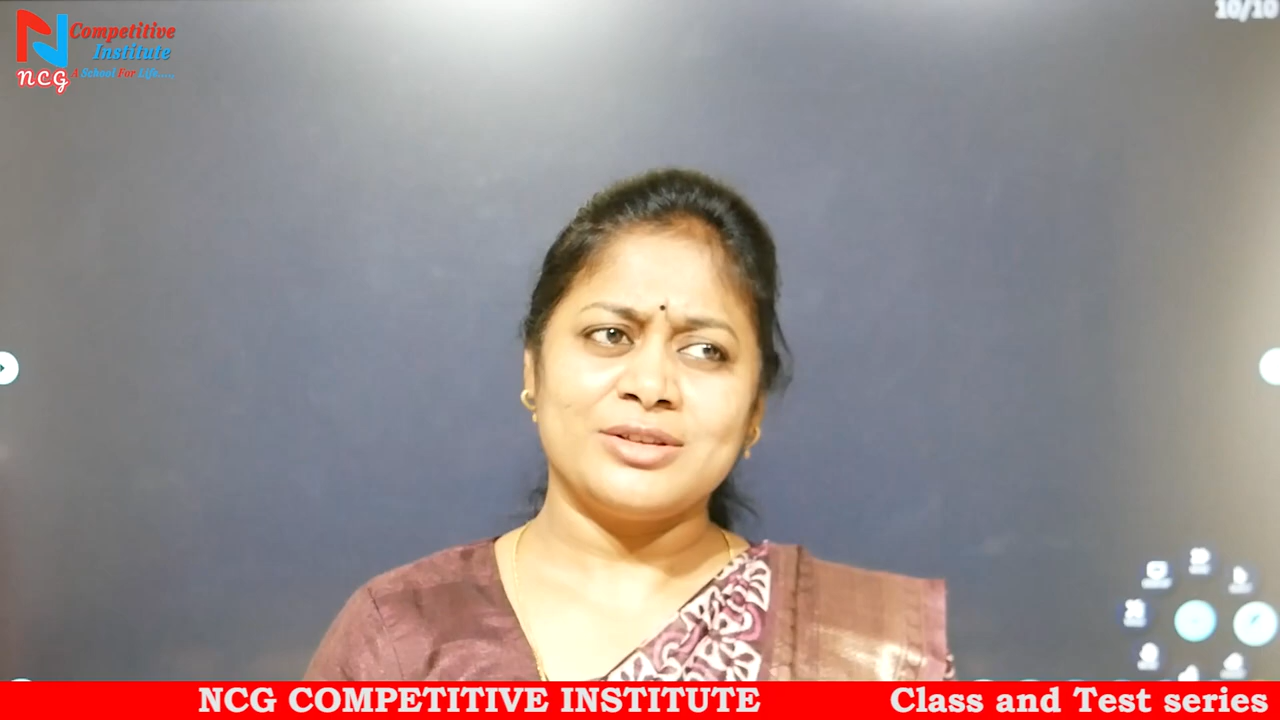 Competitive
Institute
NCG A School For Life.....
10/10
NCG COMPETITIVE INSTITUTE Class and Test series